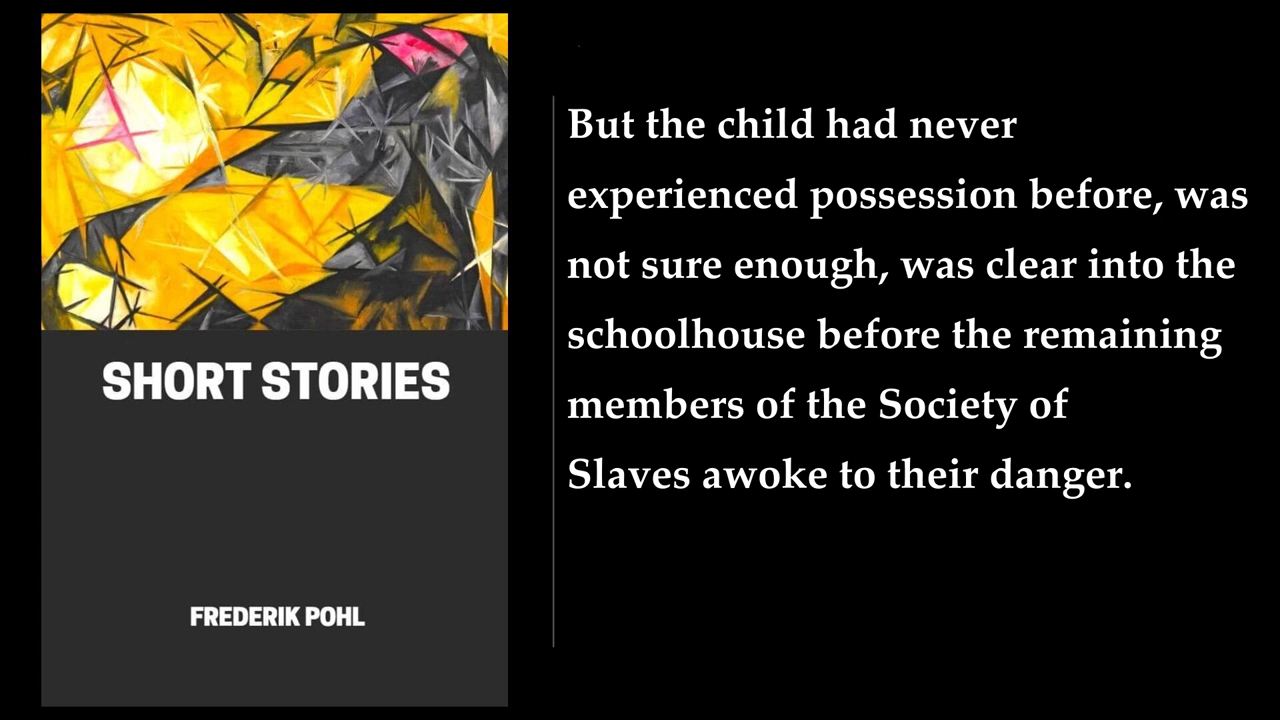 SHORT STORIES
FREDERIK POHL
But the child had never
experienced possession before, was
not sure enough, was clear into the
schoolhouse before the remaining
members of the Society of
Slaves awoke to their danger.